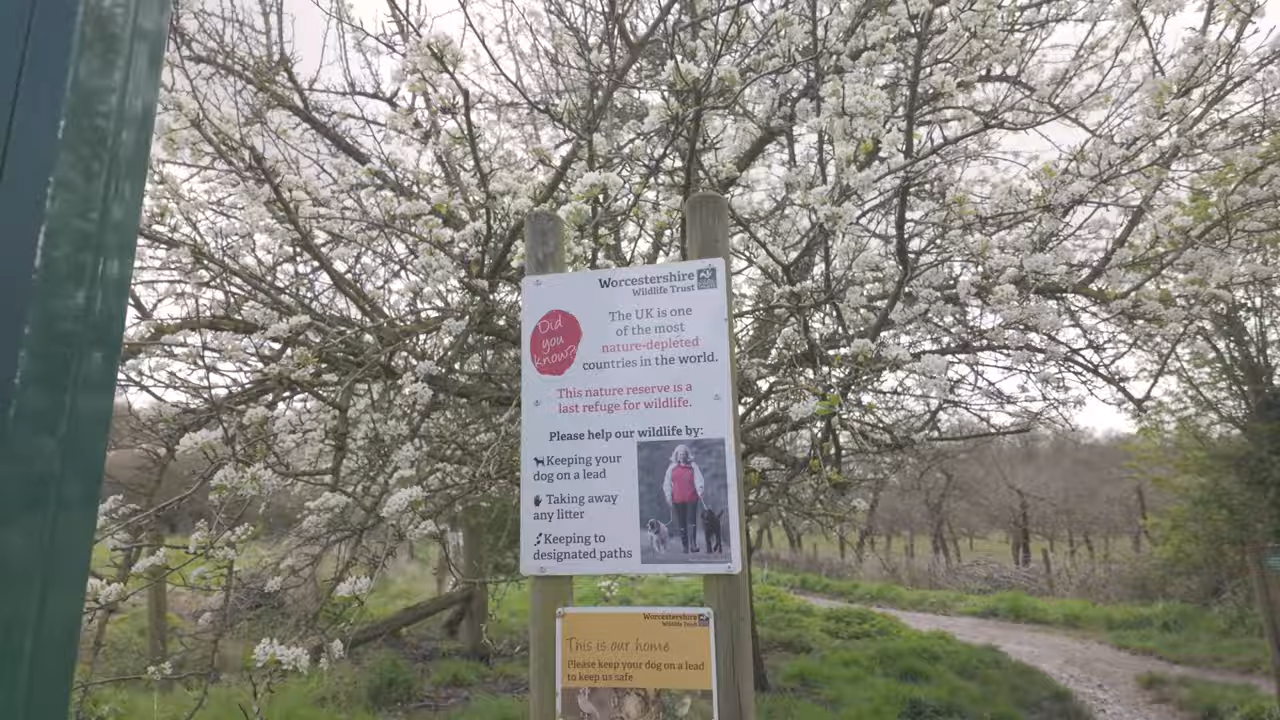 Worcestershire
Wildlife Trust
Did
you
know?
The UK is one
of the most
nature-depleted
countries in the world.
This nature reserve is a
last refuge for wildlife.
Please help our wildlife by:
Keeping your
dog on a lead
Taking away
any litter
Keeping to
designated paths
Worcestershire
Wildlife Trust
This is our home
Please keep your dog on a lead
to keep us safe